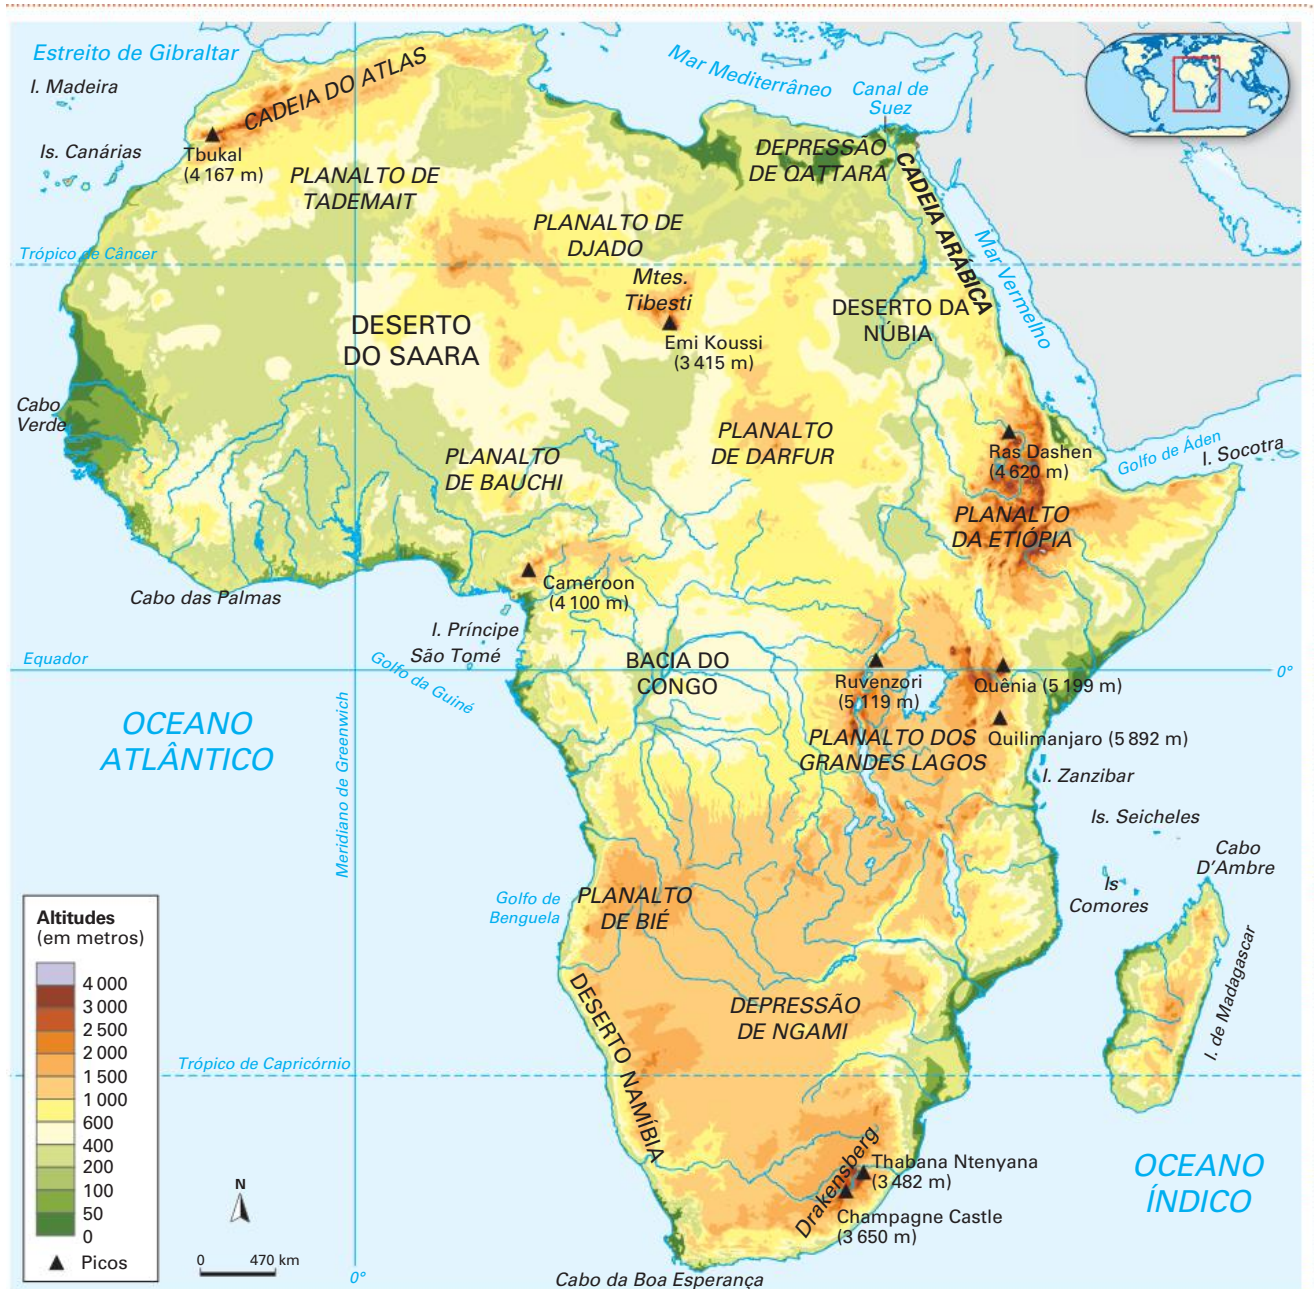 Estreito de Gibraltar
I. Madeira
Is. Canárias
CADEIA DO ATLAS
Tbukal
(4 167 m)
PLANALTO DE
TADEMAIT
Mar Mediterrâneo
Canal de
Suez
DEPRESSÃO
DE QATTARA
CADEIA ARÁBICA
Mar Vermelho
PLANALTO DE
DJADO
Trópico de Câncer
Mtes.
Tibesti
Emi Koussi
(3 415 m)
DESERTO
DO SAARA
DESERTO DA
NÚBIA
Cabo
Verde
PLANALTO
DE BAUCHI
PLANALTO
DE DARFUR
Ras Dashen
(4 620 m)
Golfo de Áden
I. Socotra
PLANALTO
DA ETIÓPIA
Cabo das Palmas
Cameroon
(4 100 m)
I. Príncipe
São Tomé
Equador
0°
Golfo da Guiné
BACIA DO
CONGO
Ruvenzori
(5 119 m)
Quênia (5 199 m)
Quilimanjaro (5 892 m)
PLANALTO DOS
GRANDES LAGOS
OCEANO
ATLÂNTICO
Meridiano de Greenwich
I. Zanzibar
Is. Seicheles
Cabo
D'Ambre
Is
Comores
I. de Madagascar
Golfo de
Benguela
PLANALTO
DE BIÉ
DESERTO NAMÍBIA
DEPRESSÃO
DE NGAMI
Trópico de Capricórnio
Drakensberg
Thabana Ntenyana
(3 482 m)
Champagne Castle
(3 650 m)
OCEANO
ÍNDICO
Cabo da Boa Esperança
0°
Altitudes
(em metros)
4 000
3 000
2 500
2 000
1 500
1 000
600
400
200
100
50
0
Picos
N
0 470 km